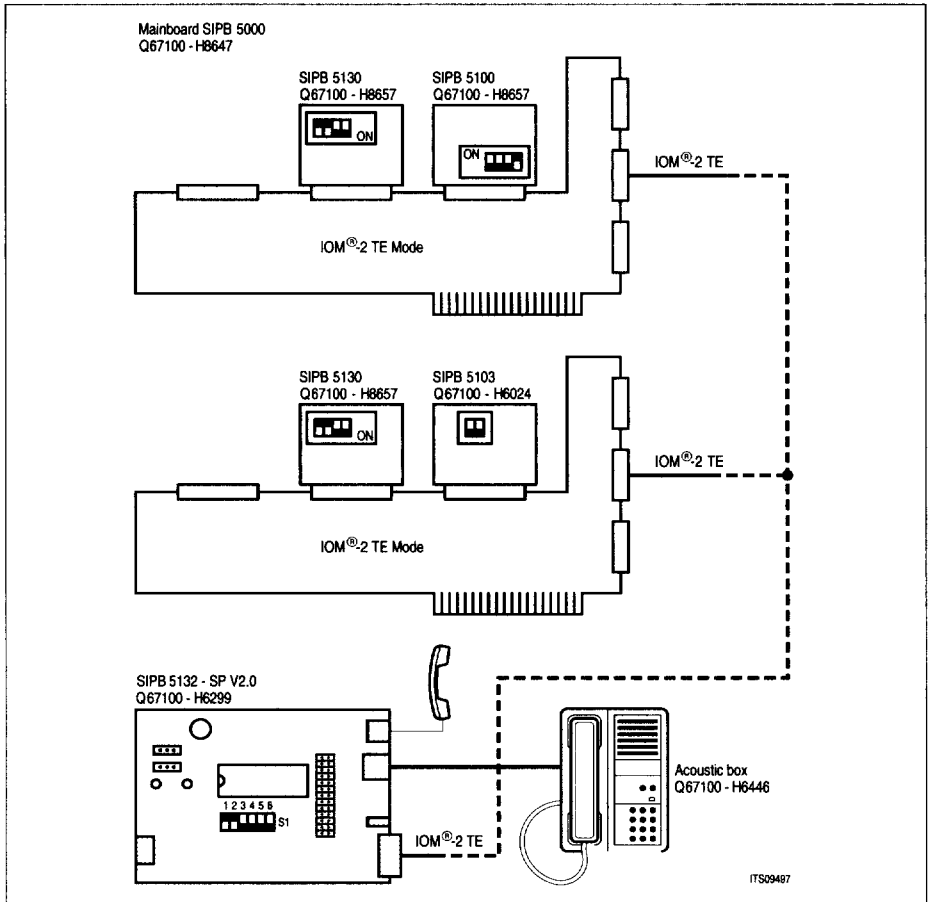 Mainboard SIPB 5000
Q67100 - H8647
SIPB 5130
Q67100 - H8657
SIPB 5100
Q67100 - H8657
ON
ON
IOM®-2 TE
IOM®-2 TE Mode
SIPB 5130
Q67100 - H8657
SIPB 5103
Q67100 - H6024
ON
IOM®-2 TE
IOM®-2 TE Mode
SIPB 5132 - SP V2.0
Q67100 - H6299
Acoustic box
Q67100 - H6446
1 2 3 4 5 6
S1
IOM®-2 TE
ITS09487